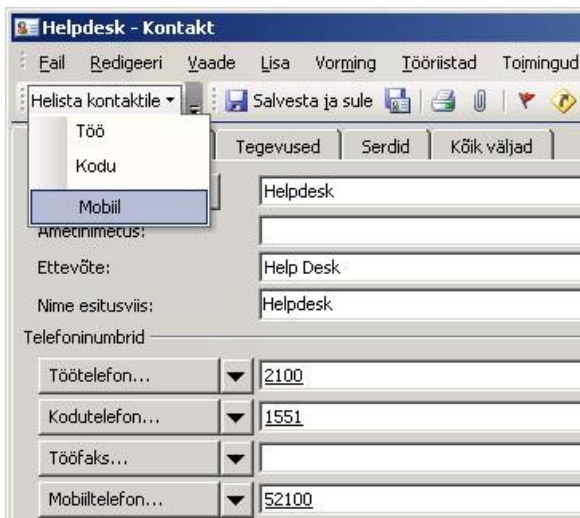 Helpdesk - Kontakt
Fail Redigeeri Vaade Lisa Vorming Tööriistad Toimingud
Helista kontaktile Salvesta ja sule
Töö
Kodu
Mobiil
Tegevused Serdid Kõik väljad
Helpdesk
Ametinimetus:
Ettevõte: Help Desk
Nime esitusviis: Helpdesk
Telefoninumbrid
Töötelefon... 2100
Kodutelefon... 1551
Tööfaks...
Mobiiltelefon... 52100